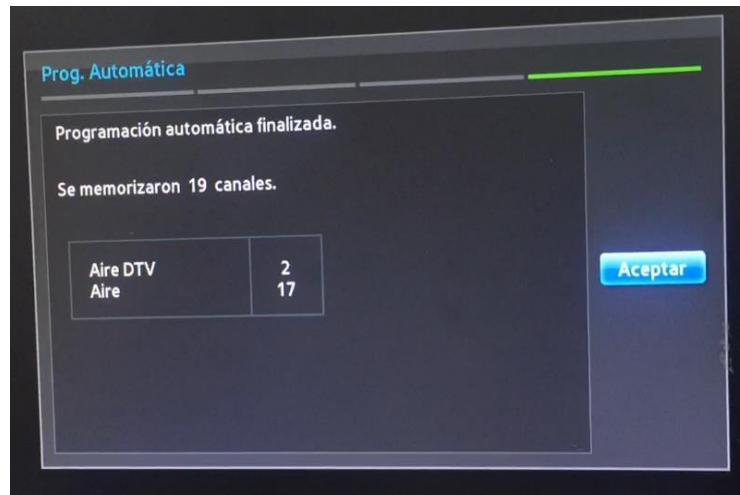 Prog. Automática
Programación automática finalizada.
Se memorizaron 19 canales.
Aire DTV 2
Aire 17
Aceptar